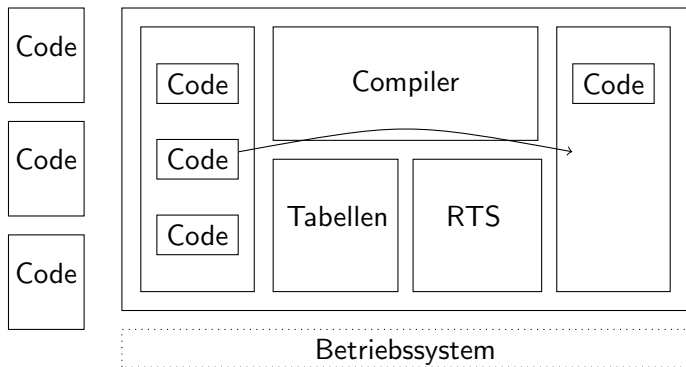 Code
Code
Code
Code
Code
Code
Compiler
Tabellen
RTS
Code
Betriebssystem